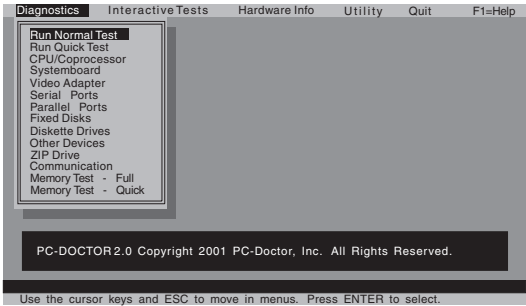 Diagnostics Interactive Tests Hardware Info Utility Quit F1=Help
Run Normal Test
Run Quick Test
CPU/Coprocessor
Systemboard
Video Adapter
Serial Ports
Parallel Ports
Fixed Disks
Diskette Drives
Other Devices
ZIP Drive
Communication
Memory Test - Full
Memory Test - Quick
PC-DOCTOR 2.0 Copyright 2001 PC-Doctor, Inc. All Rights Reserved.
Use the cursor keys and ESC to move in menus. Press ENTER to select.